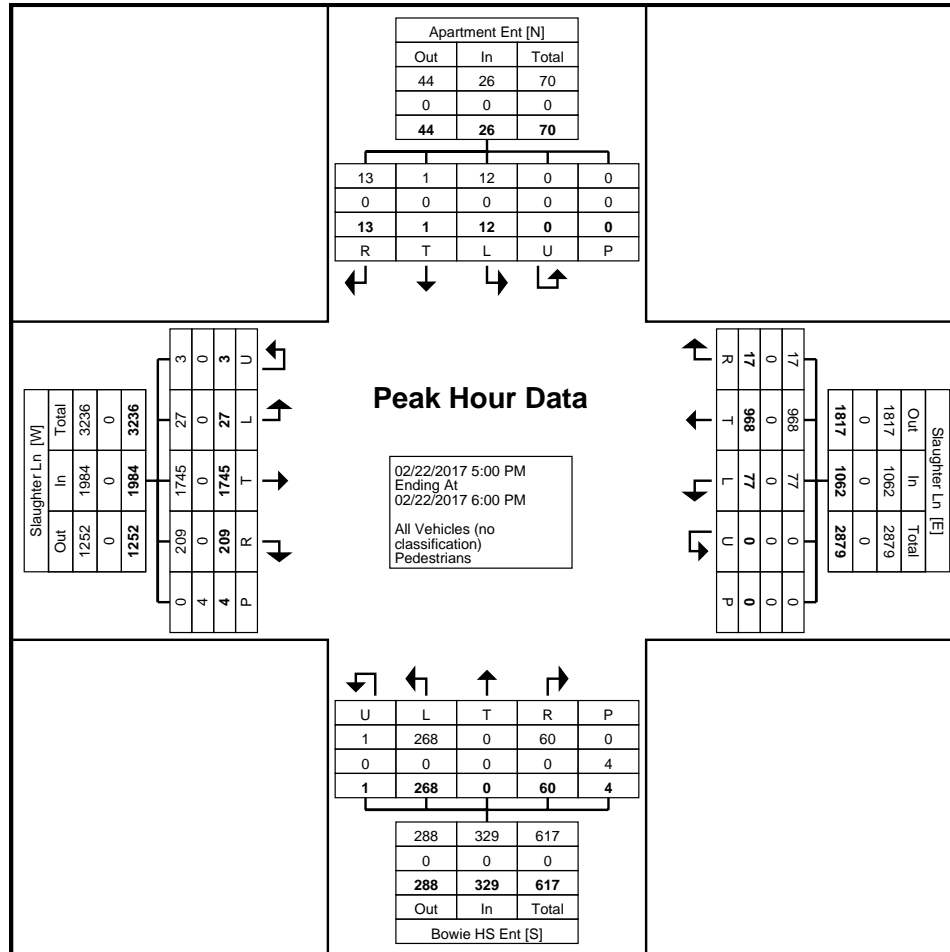 Apartment Ent [N]
Out In Total
44 26 70
0 0 0
44 26 70
13 1 12 0 0
0 0 0 0 0
13 1 12 0 0
R T L U P
Slaughter Ln [W]
Total In Out
3236 1984 1252
0 0 0
3236 1984 1252
3 27 1745 209 0
0 0 0 0 4
3 27 1745 209 4
U L T R P
Peak Hour Data
02/22/2017 5:00 PM
Ending At
02/22/2017 6:00 PM
All Vehicles (no
classification)
Pedestrians
R T L U P
17 968 77 0 0
0 0 0 0 0
17 968 77 0 0
1817 1062 2879
0 0 0
1817 1062 2879
Out In Total
Slaughter Ln [E]
U L T R P
1 268 0 60 0
0 0 0 0 4
1 268 0 60 4
288 329 617
0 0 0
288 329 617
Out In Total
Bowie HS Ent [S]